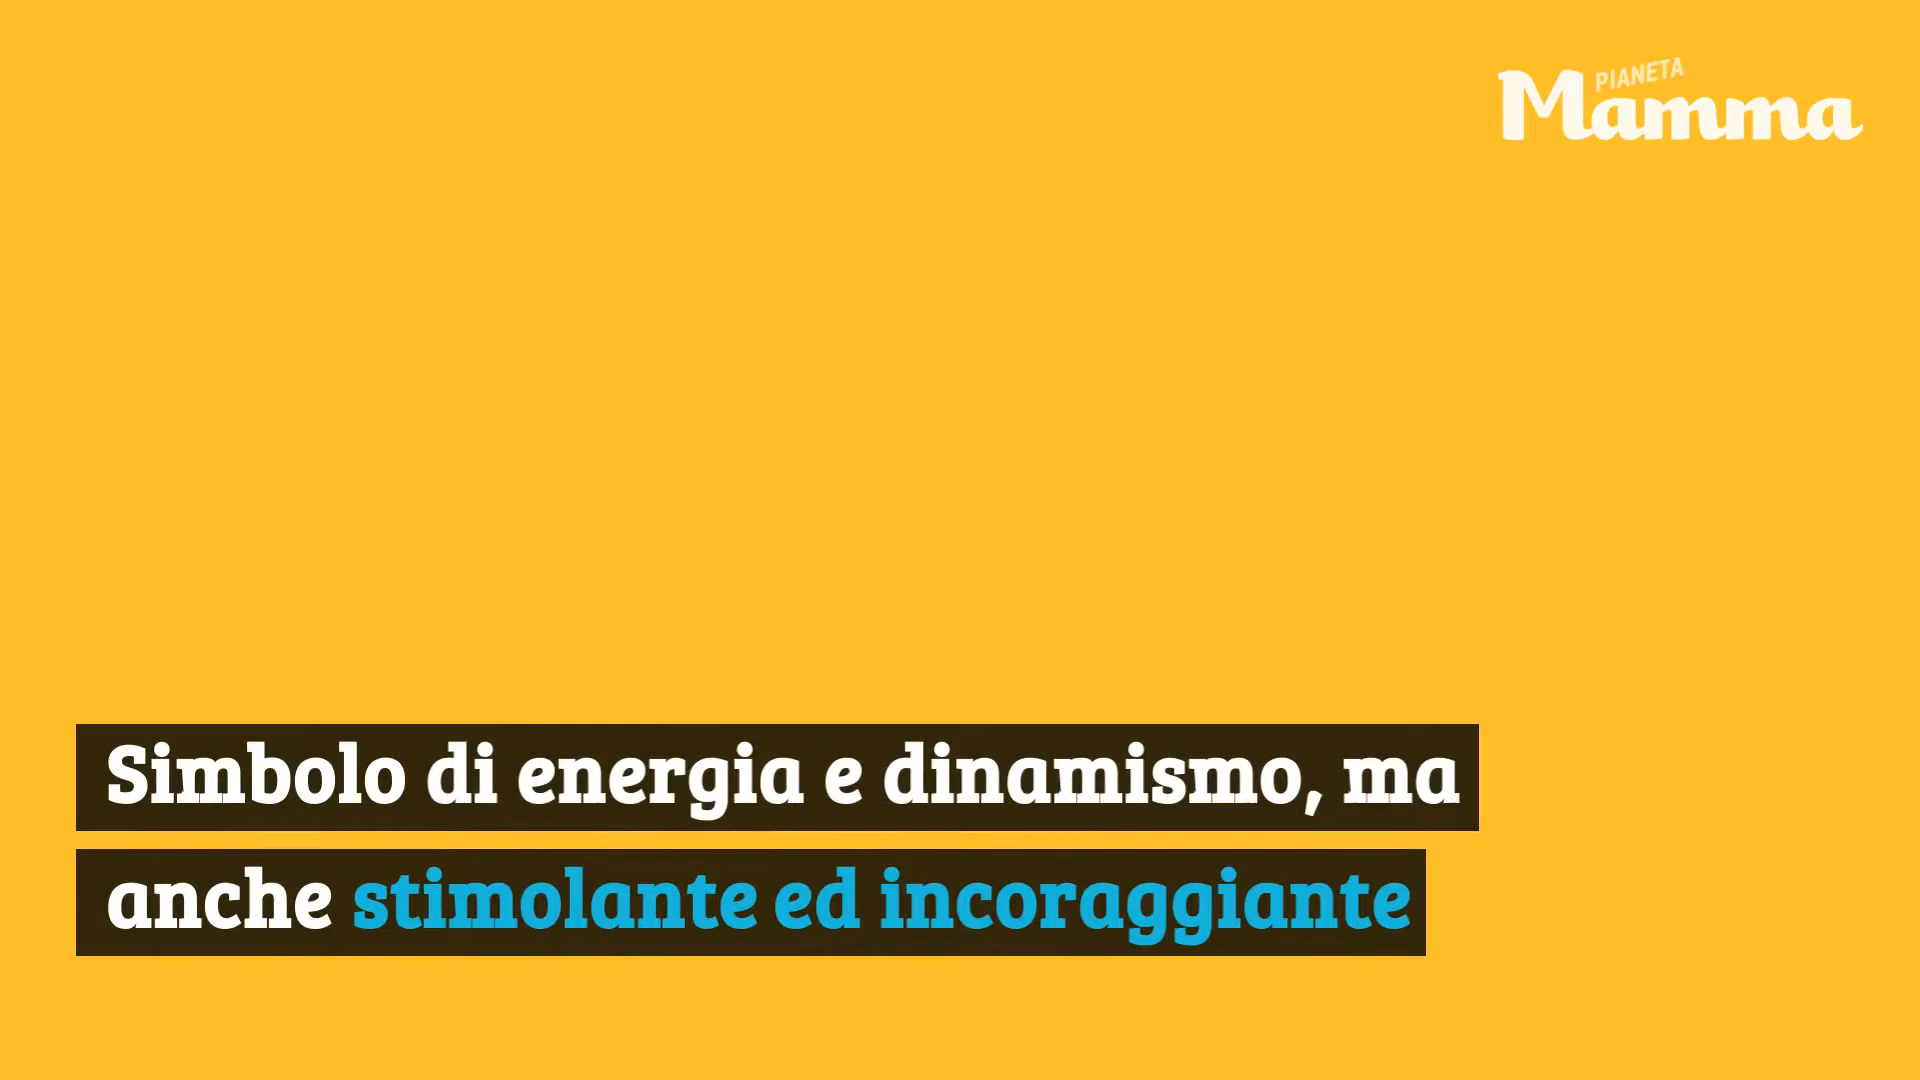 PIANETA
Mamma
Simbolo di energia e dinamismo, ma
anche stimolante ed incoraggiante